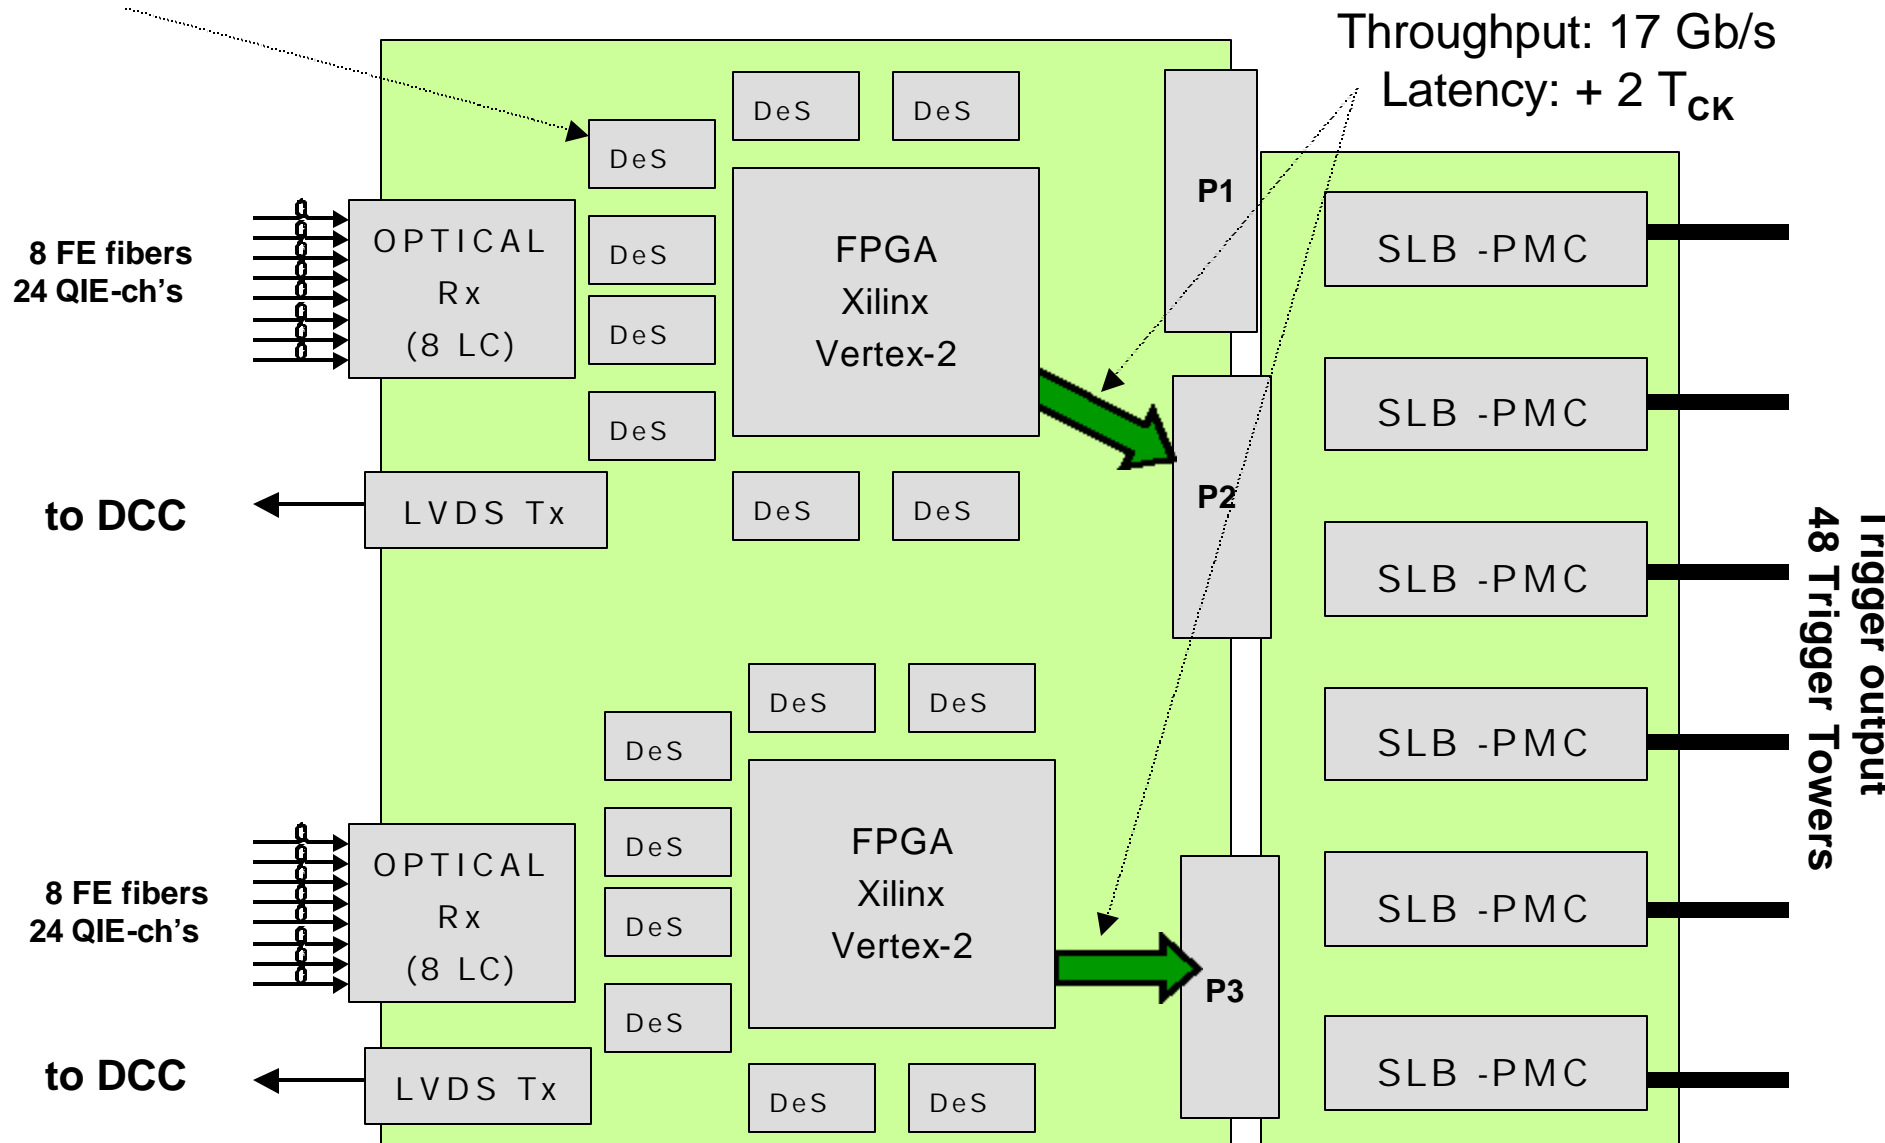 Throughput: 17 Gb/s
Latency: + 2 T_CK
DeS
DeS
DeS
P1
8 FE fibers
24 QIE-ch's
OPTICAL
Rx
(8 LC)
DeS
DeS
DeS
FPGA
Xilinx
Vertex-2
SLB -PMC
SLB -PMC
to DCC
LVDS Tx
DeS
DeS
P2
SLB -PMC
Trigger output
48 Trigger Towers
DeS
DeS
DeS
SLB -PMC
8 FE fibers
24 QIE-ch's
OPTICAL
Rx
(8 LC)
DeS
DeS
DeS
FPGA
Xilinx
Vertex-2
P3
SLB -PMC
to DCC
LVDS Tx
DeS
DeS
SLB -PMC